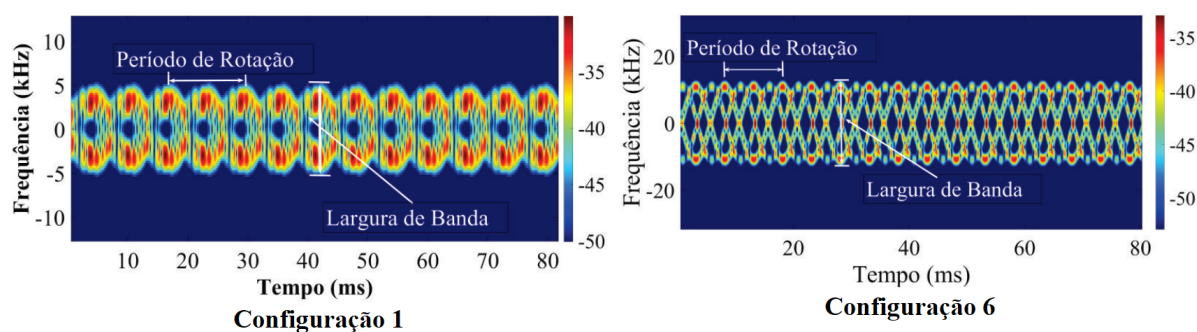 Frequência (kHz)
10
5
0
-5
-10
Período de Rotação
Largura de Banda
10 20 30 40 50 60 70 80
Tempo (ms)
-35
-40
-45
-50
Configuração 1
Frequência (kHz)
20
0
-20
Período de Rotação
Largura de Banda
20 40 60 80
Tempo (ms)
-35
-40
-45
-50
Configuração 6